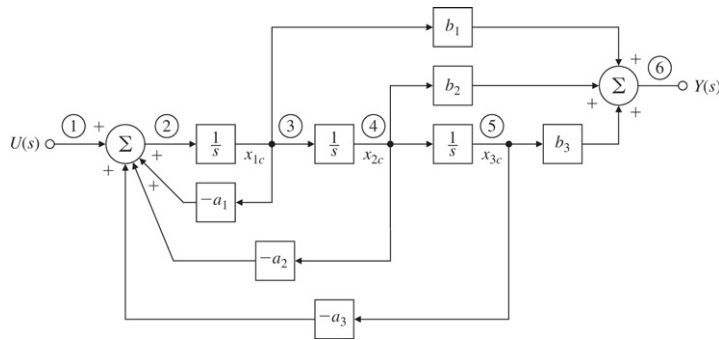 b₁
+
6
b₂
+
Σ
Y(s)
+
1
+
2
3
4
5
U(s)
Σ
1/s
1/s
1/s
b₃
+
+
+
x₁c
x₂c
x₃c
−a₁
−a₂
−a₃